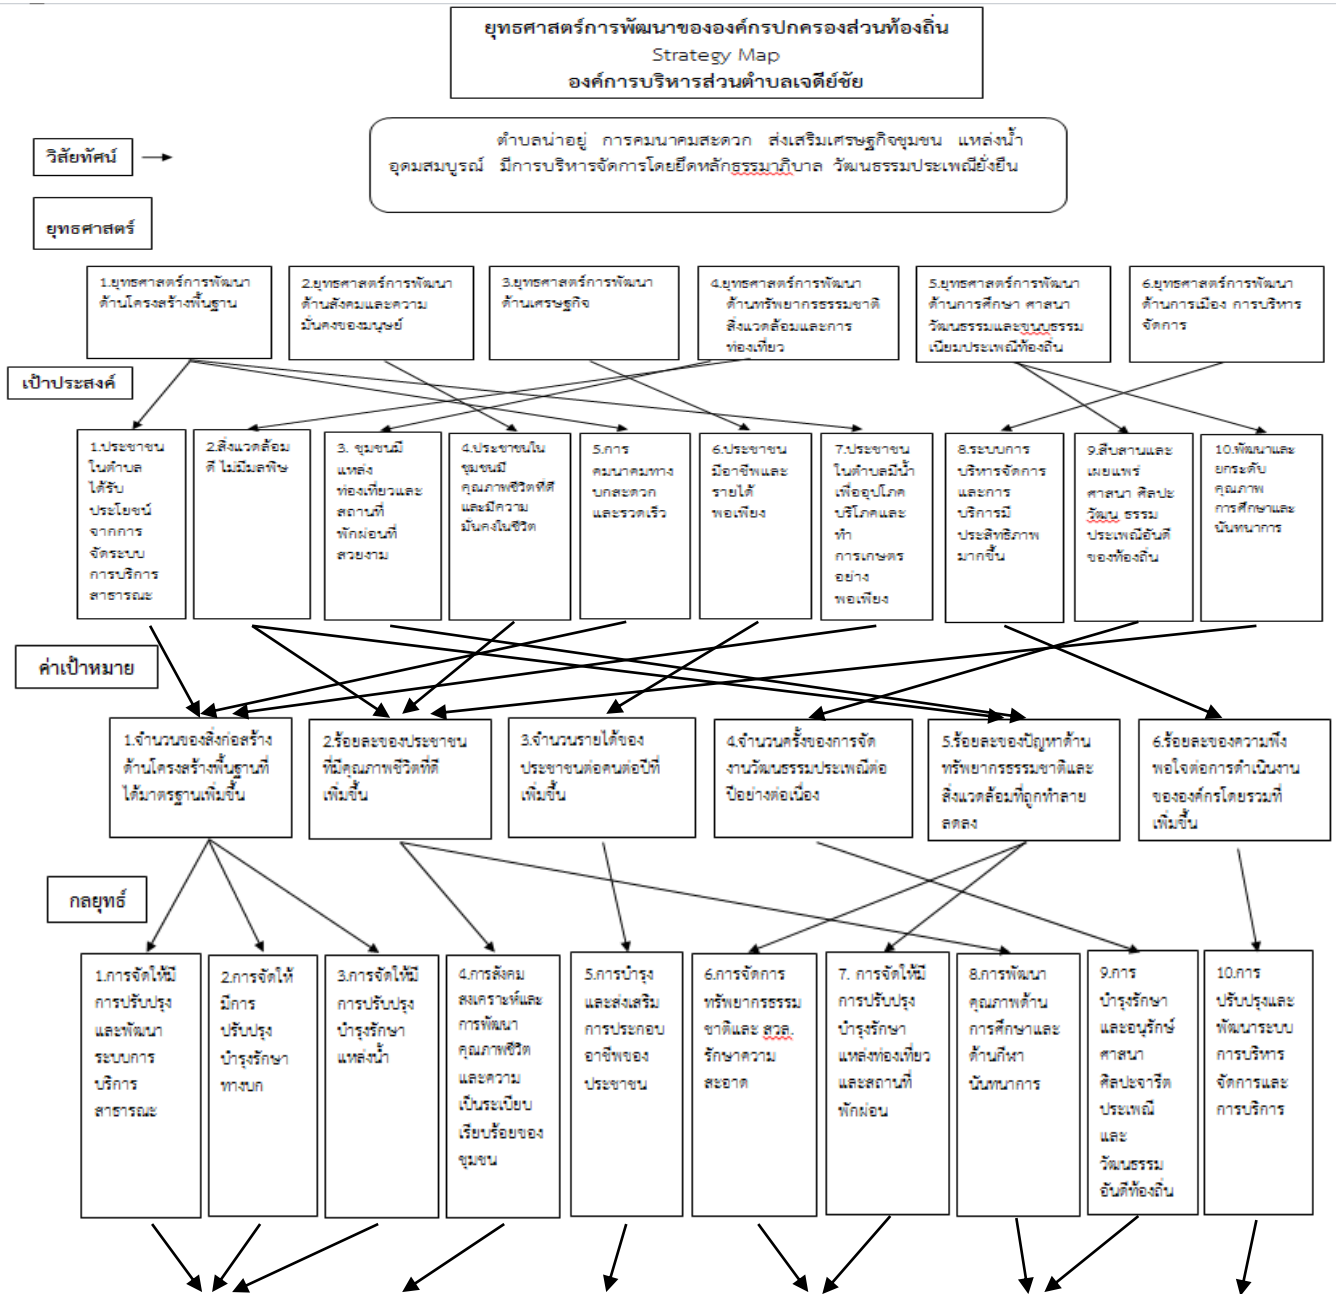 ยุทธศาสตร์การพัฒนาขององค์กรปกครองส่วนท้องถิ่น
Strategy Map
องค์การบริหารส่วนตำบลเจดีย์ชัย
วิสัยทัศน์
ตำบลน่าอยู่ การคมนาคมสะดวก ส่งเสริมเศรษฐกิจชุมชน แหล่งน้ำ
อุดมสมบูรณ์ มีการบริหารจัดการโดยยึดหลักธรรมาภิบาล วัฒนธรรมประเพณียั่งยืน
ยุทธศาสตร์
1.ยุทธศาสตร์การพัฒนา
ด้านโครงสร้างพื้นฐาน
2.ยุทธศาสตร์การพัฒนา
ด้านสังคมและความ
มั่นคงของมนุษย์
3.ยุทธศาสตร์การพัฒนา
ด้านเศรษฐกิจ
4.ยุทธศาสตร์การพัฒนา
ด้านทรัพยากรธรรมชาติ
สิ่งแวดล้อมและการ
ท่องเที่ยว
5.ยุทธศาสตร์การพัฒนา
ด้านการศึกษา ศาสนา
วัฒนธรรมและขนบธรรม
เนียมประเพณีท้องถิ่น
6.ยุทธศาสตร์การพัฒนา
ด้านการเมือง การบริหาร
จัดการ
เป้าประสงค์
1.ประชาชน
ในตำบล
ได้รับ
ประโยชน์
จากการ
จัดระบบ
การบริการ
สาธารณะ
2.สิ่งแวดล้อม
ดี ไม่มีมลพิษ
3. ชุมชนมี
แหล่ง
ท่องเที่ยวและ
สถานที่
พักผ่อนที่
สวยงาม
4.ประชาชนใน
ชุมชนมี
คุณภาพชีวิตที่ดี
และมีความ
มั่นคงในชีวิต
5.การ
คมนาคมทาง
บกสะดวก
และรวดเร็ว
6.ประชาชน
มีอาชีพและ
รายได้
พอเพียง
7.ประชาชน
ในตำบลมีน้ำ
เพื่ออุปโภค
บริโภคและ
ทำ
การเกษตร
อย่าง
พอเพียง
8.ระบบการ
บริหารจัดการ
และการ
บริการมี
ประสิทธิภาพ
มากขึ้น
9.สืบสานและ
เผยแพร่
ศาสนา ศิลปะ
วัฒน ธรรม
ประเพณีอันดี
ของท้องถิ่น
10.พัฒนาและ
ยกระดับ
คุณภาพ
การศึกษาและ
นันทนาการ
ค่าเป้าหมาย
1.จำนวนของสิ่งก่อสร้าง
ด้านโครงสร้างพื้นฐานที่
ได้มาตรฐานเพิ่มขึ้น
2.ร้อยละของประชาชน
ที่มีคุณภาพชีวิตที่ดี
เพิ่มขึ้น
3.จำนวนรายได้ของ
ประชาชนต่อคนต่อปีที่
เพิ่มขึ้น
4.จำนวนครั้งของการจัด
งานวัฒนธรรมประเพณีต่อ
ปีอย่างต่อเนื่อง
5.ร้อยละของปัญหาด้าน
ทรัพยากรธรรมชาติและ
สิ่งแวดล้อมที่ถูกทำลาย
ลดลง
6.ร้อยละของความพึง
พอใจต่อการดำเนินงาน
ขององค์กรโดยรวมที่
เพิ่มขึ้น
กลยุทธ์
1.การจัดให้มี
การปรับปรุง
และพัฒนา
ระบบการ
บริการ
สาธารณะ
2.การจัดให้
มีการ
ปรับปรุง
บำรุงรักษา
ทางบก
3.การจัดให้มี
การปรับปรุง
บำรุงรักษา
แหล่งน้ำ
4.การสังคม
สงเคราะห์และ
การพัฒนา
คุณภาพชีวิต
และความ
เป็นระเบียบ
เรียบร้อยของ
ชุมชน
5.การบำรุง
และส่งเสริม
การประกอบ
อาชีพของ
ประชาชน
6.การจัดการ
ทรัพยากรธรรม
ชาติและ สวล.
รักษาความ
สะอาด
7. การจัดให้มี
การปรับปรุง
บำรุงรักษา
แหล่งท่องเที่ยว
และสถานที่
พักผ่อน
8.การพัฒนา
คุณภาพด้าน
การศึกษาและ
ด้านกีฬา
นันทนาการ
9.การ
บำรุงรักษา
และอนุรักษ์
ศาสนา
ศิลปะจารีต
ประเพณี
และ
วัฒนธรรม
อันดีท้องถิ่น
10.การ
ปรับปรุงและ
พัฒนาระบบ
การบริหาร
จัดการและ
การบริการ